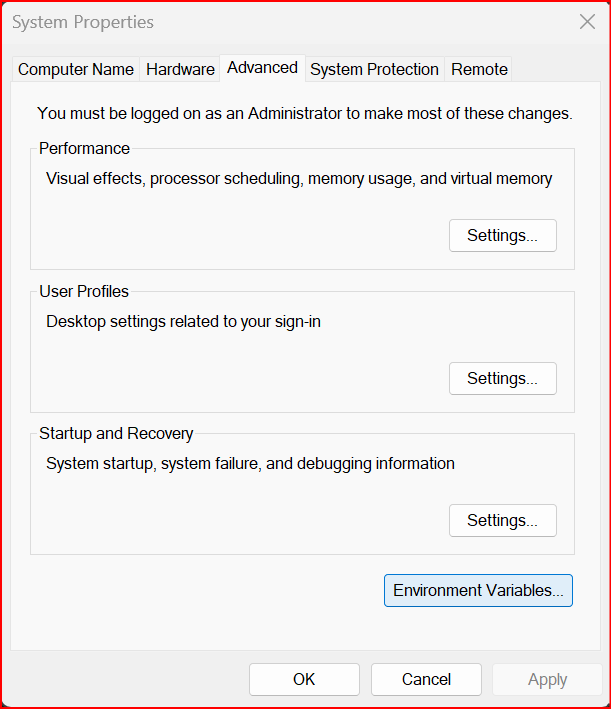 System Properties
Computer Name Hardware Advanced System Protection Remote
You must be logged on as an Administrator to make most of these changes.
Performance
Visual effects, processor scheduling, memory usage, and virtual memory
Settings...
User Profiles
Desktop settings related to your sign-in
Settings...
Startup and Recovery
System startup, system failure, and debugging information
Settings...
Environment Variables...
OK Cancel Apply